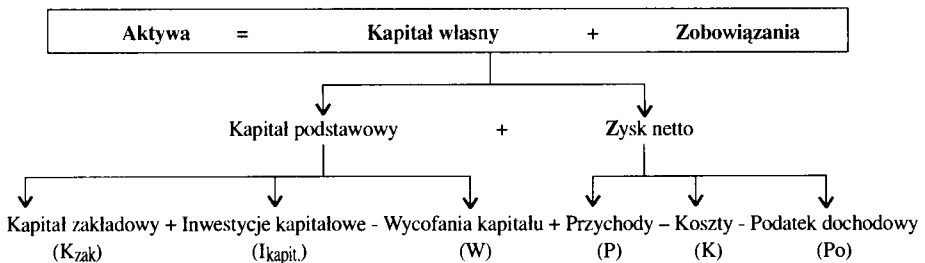 Aktywa = Kapitał własny + Zobowiązania
Kapitał podstawowy + Zysk netto
Kapitał zakładowy + Inwestycje kapitałowe - Wycofania kapitału + Przychody – Koszty - Podatek dochodowy
(Kzak) (Ikapit.) (W) (P) (K) (Po)